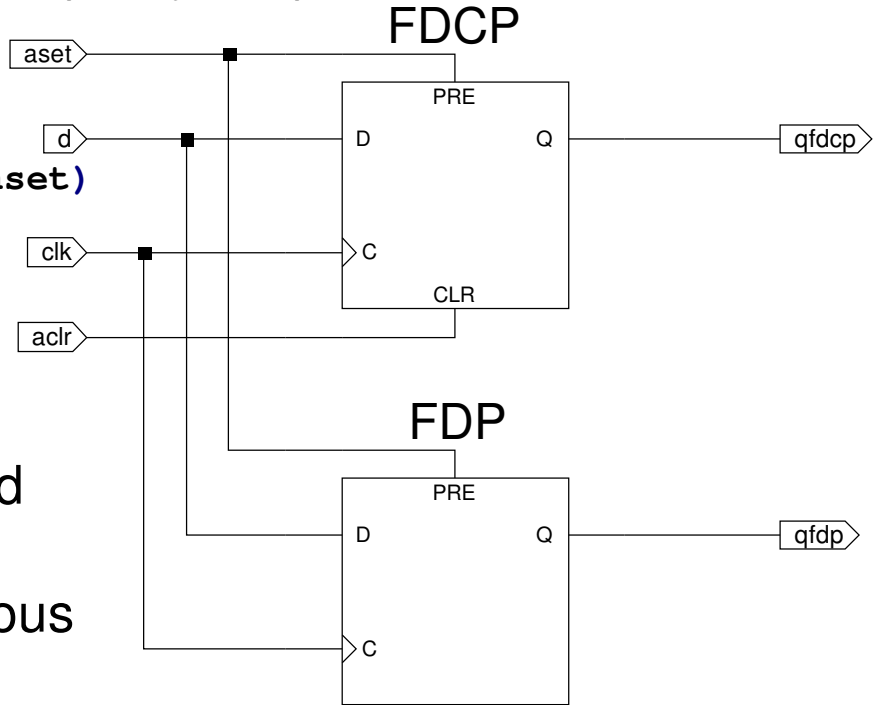 FDCP
aset
PRE
d
D
Q
qfdcp
set)
clk
C
CLR
aclr
FDP
PRE
d
D
Q
qfdp
ous
C